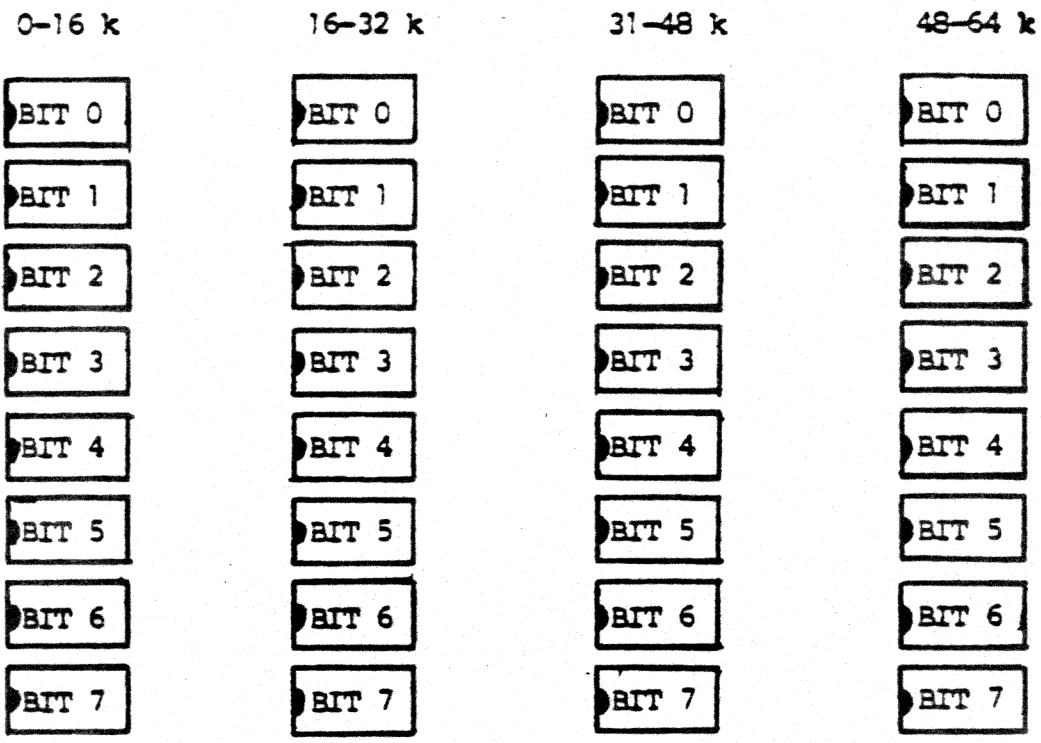 0-16 k 16-32 k 31-48 k 48-64 k
BIT 0 BIT 0 BIT 0 BIT 0
BIT 1 BIT 1 BIT 1 BIT 1
BIT 2 BIT 2 BIT 2 BIT 2
BIT 3 BIT 3 BIT 3 BIT 3
BIT 4 BIT 4 BIT 4 BIT 4
BIT 5 BIT 5 BIT 5 BIT 5
BIT 6 BIT 6 BIT 6 BIT 6
BIT 7 BIT 7 BIT 7 BIT 7